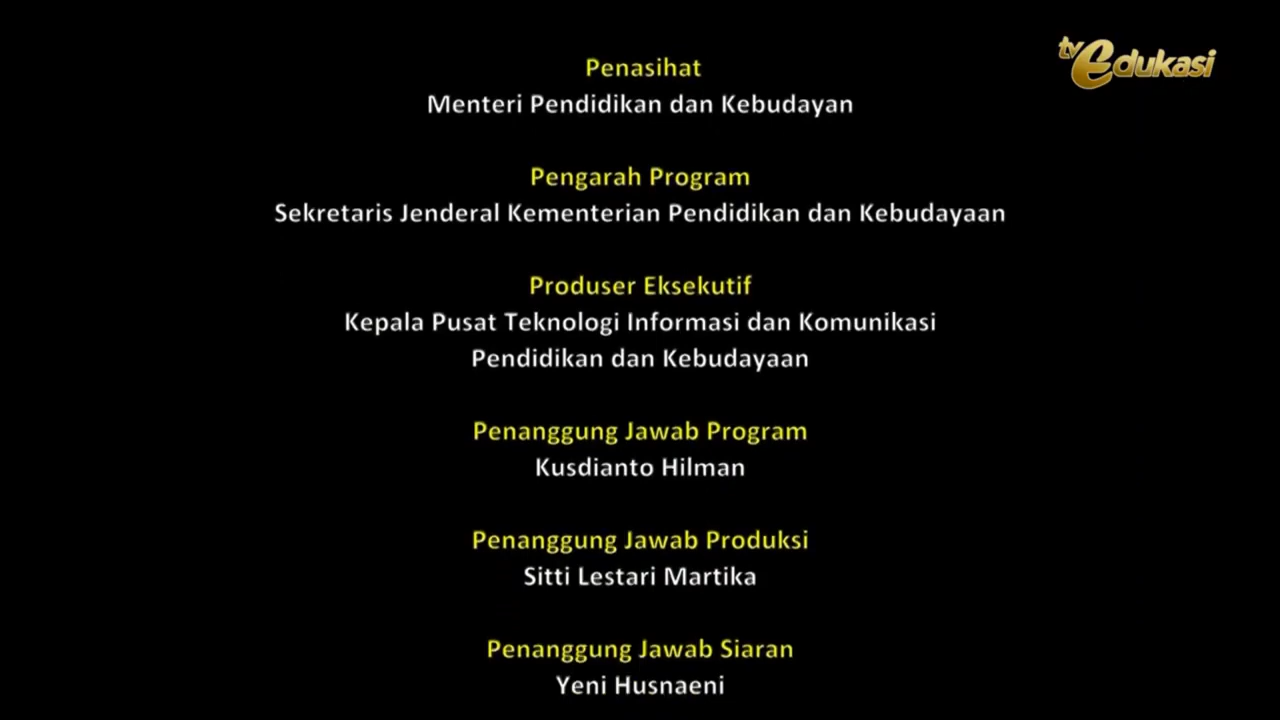 tv edukasi
Penasihat
Menteri Pendidikan dan Kebudayan
Pengarah Program
Sekretaris Jenderal Kementerian Pendidikan dan Kebudayaan
Produser Eksekutif
Kepala Pusat Teknologi Informasi dan Komunikasi
Pendidikan dan Kebudayaan
Penanggung Jawab Program
Kusdianto Hilman
Penanggung Jawab Produksi
Sitti Lestari Martika
Penanggung Jawab Siaran
Yeni Husnaeni